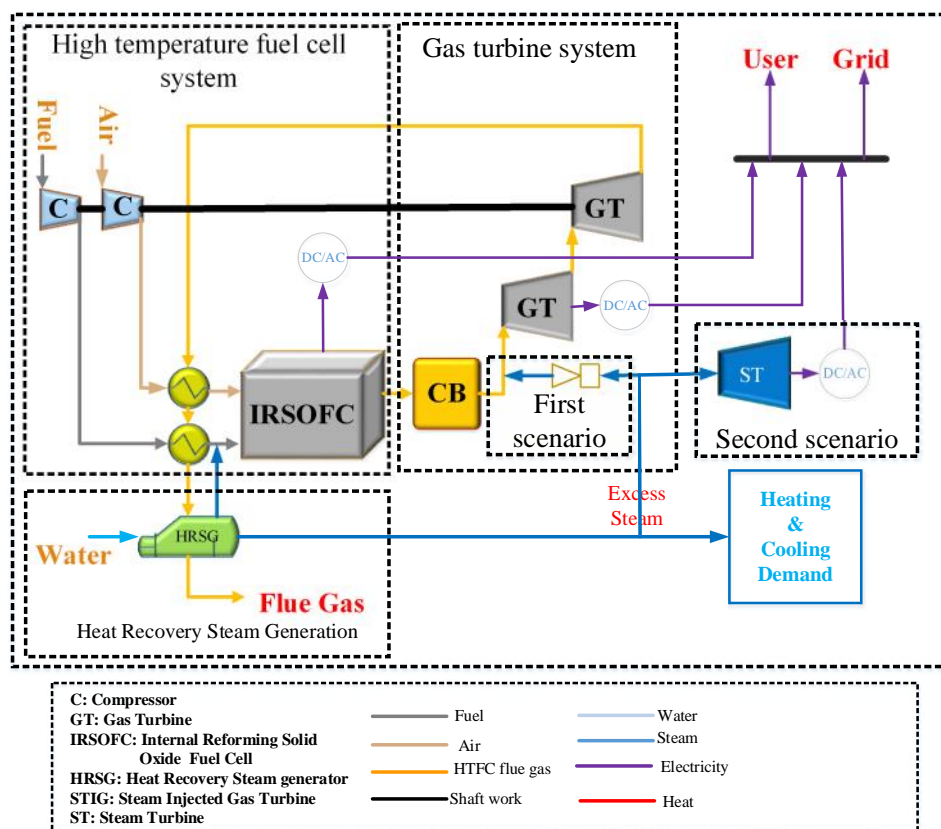 High temperature fuel cell
system
Gas turbine system
User
Grid
Fuel
Air
C
C
GT
DC/AC
GT
DC/AC
IRSOFC
CB
First
scenario
ST
DC/AC
Second scenario
Excess
Steam
Heating
&
Cooling
Demand
Water
HRSG
Flue Gas
Heat Recovery Steam Generation
C: Compressor
GT: Gas Turbine
IRSOFC: Internal Reforming Solid
Oxide Fuel Cell
HRSG: Heat Recovery Steam generator
STIG: Steam Injected Gas Turbine
ST: Steam Turbine
Fuel
Air
HTFC flue gas
Shaft work
Water
Steam
Electricity
Heat